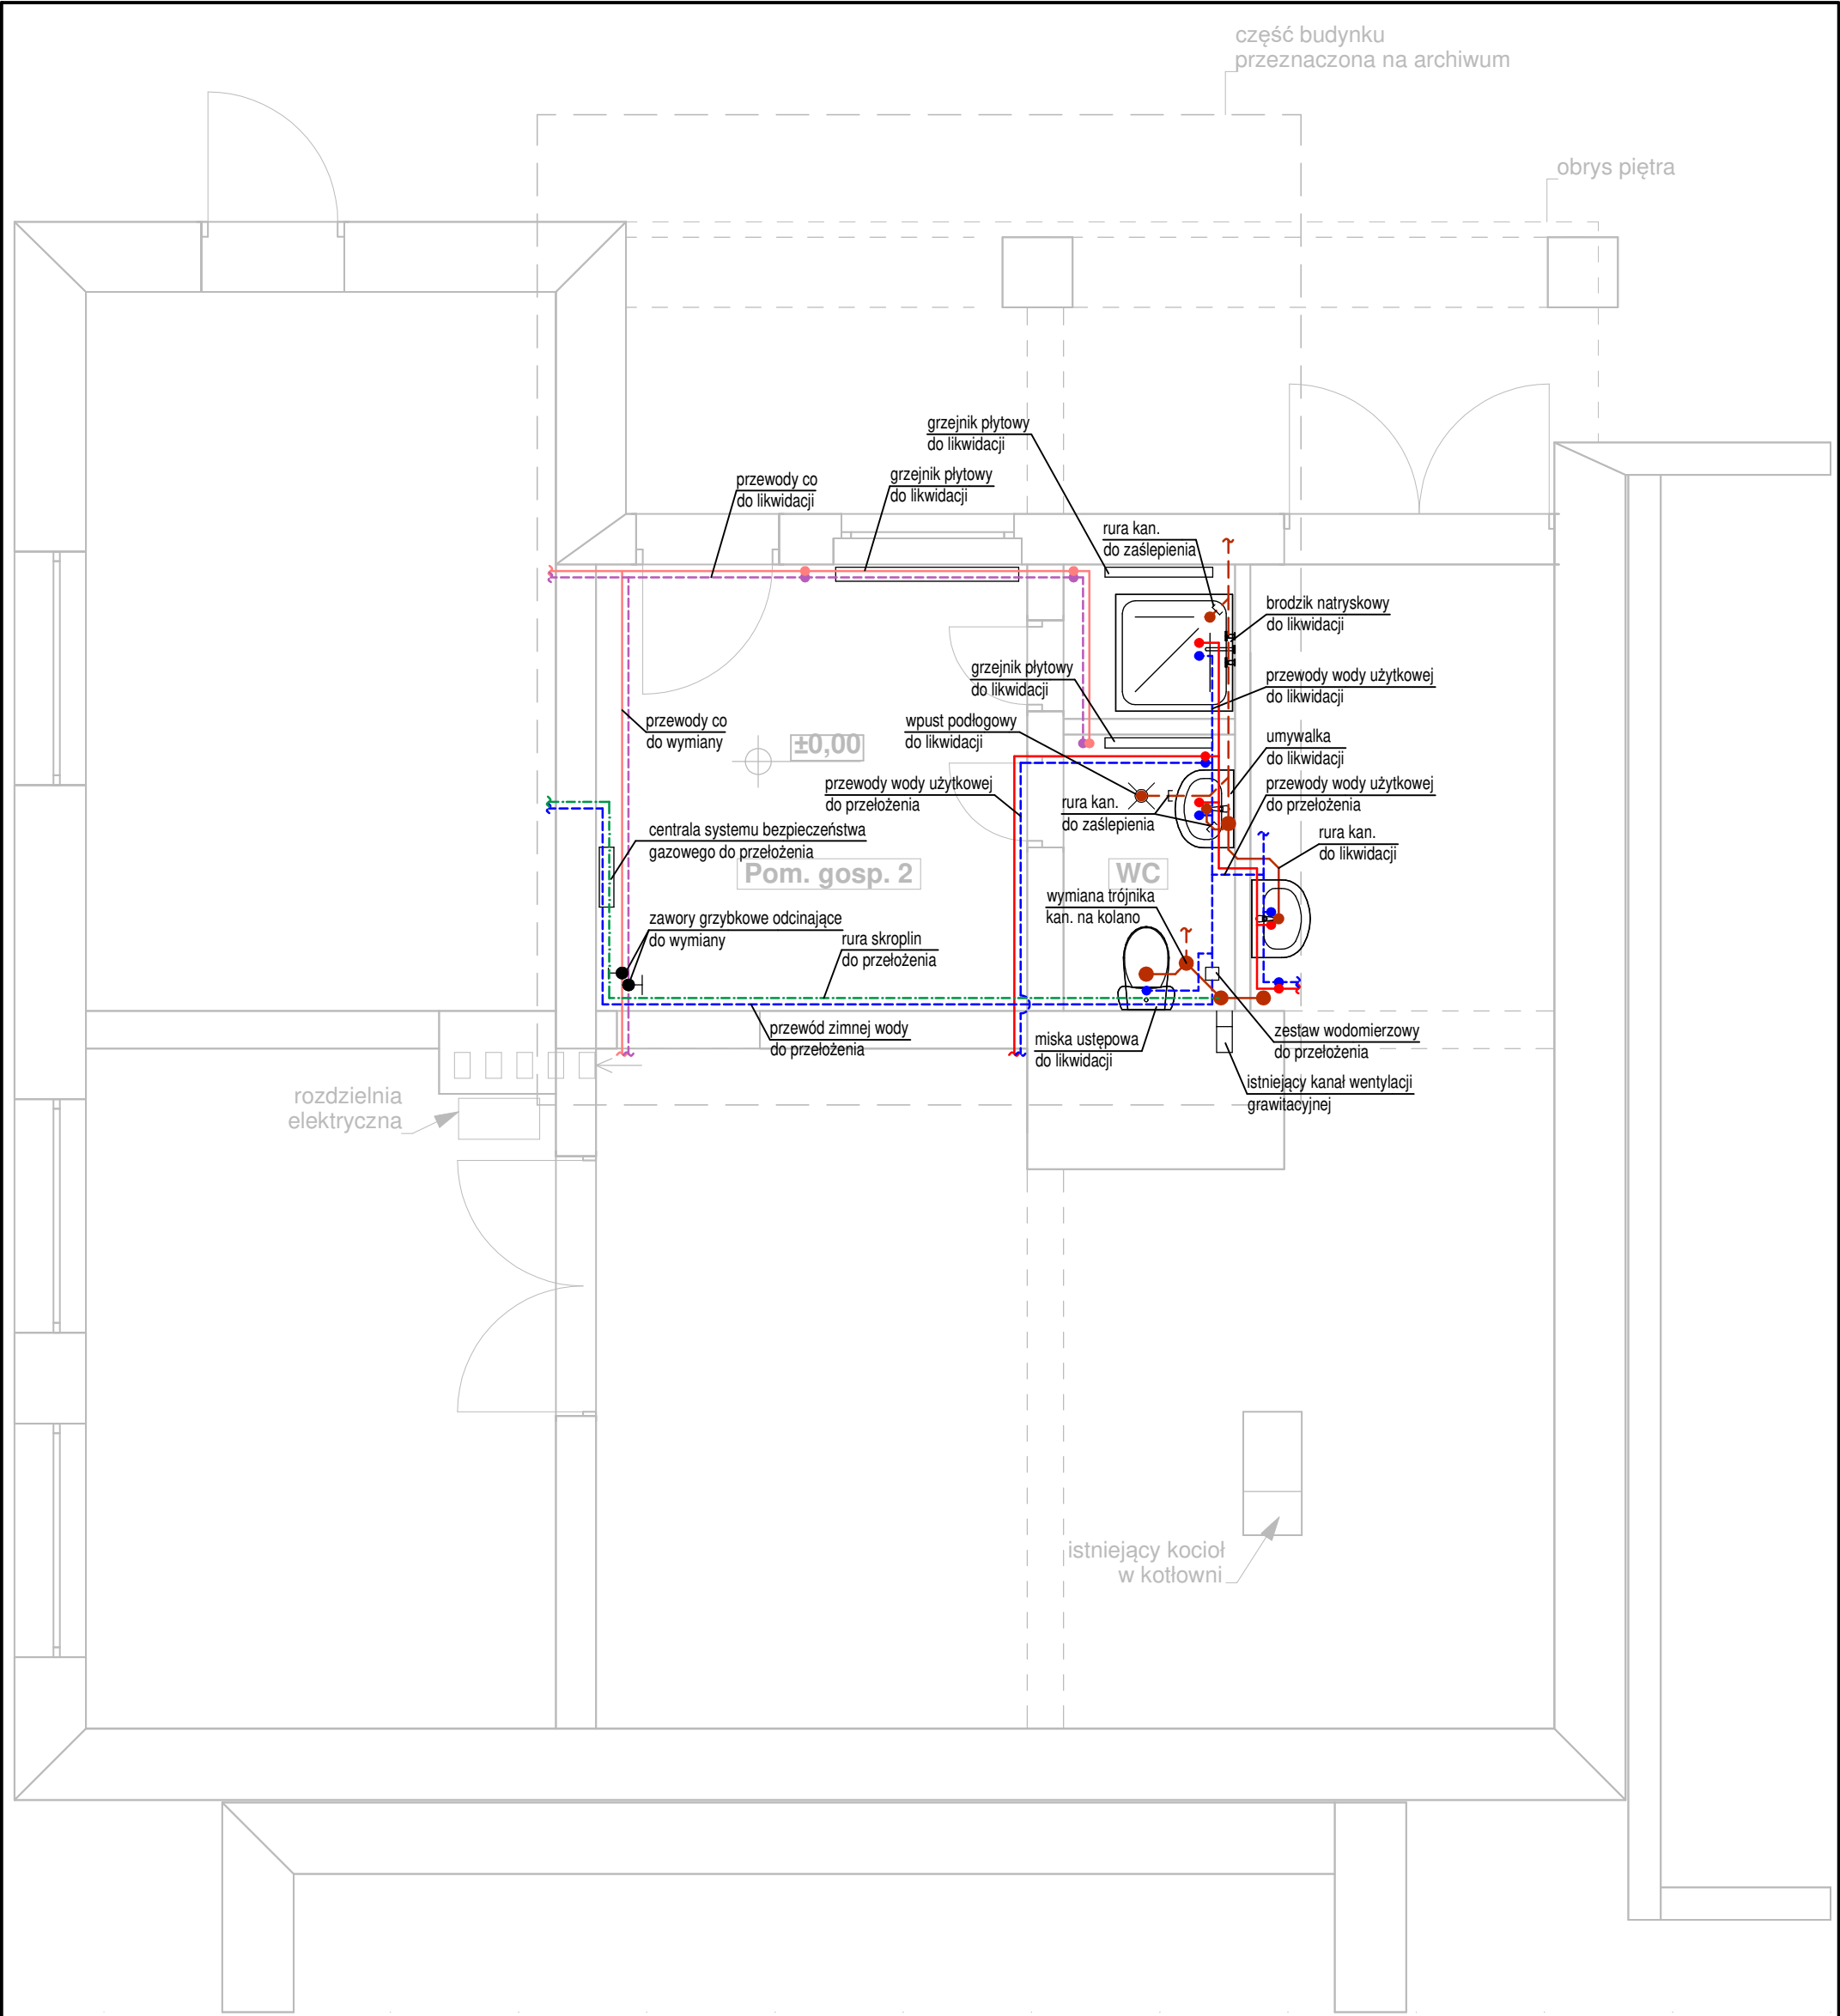 część budynku
przeznaczona na archiwum
obrys piętra
grzejnik płytowy
do likwidacji
przewody co
do likwidacji
grzejnik płytowy
do likwidacji
rura kan.
do zaślepienia
brodzik natryskowy
do likwidacji
grzejnik płytowy
do likwidacji
przewody wody użytkowej
do likwidacji
przewody co
do wymiany
±0,00
wpust podłogowy
do likwidacji
umywalka
do likwidacji
przewody wody użytkowej
do przełożenia
rura kan.
do zaślepienia
przewody wody użytkowej
do przełożenia
centrala systemu bezpieczeństwa
gazowego do przełożenia
rura kan.
do likwidacji
Pom. gosp. 2
WC
wymiana trójnika
kan. na kolano
zawory grzybkowe odcinające
do wymiany
rura skroplin
do przełożenia
przewód zimnej wody
do przełożenia
miska ustępowa
do likwidacji
zestaw wodomierzowy
do przełożenia
istniejący kanał wentylacji
grawitacyjnej
rozdzielnia
elektryczna
istniejący kocioł
w kotłowni